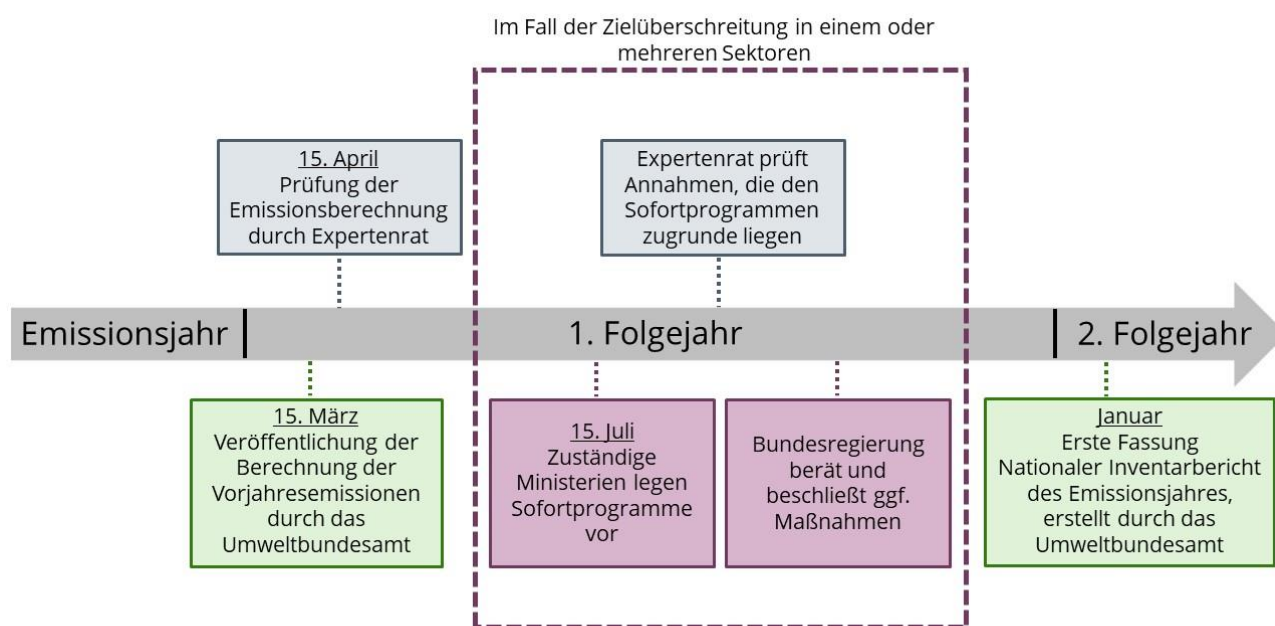 Im Fall der Zielüberschreitung in einem oder
mehreren Sektoren
15. April
Prüfung der
Emissionsberechnung
durch Expertenrat
Expertenrat prüft
Annahmen, die den
Sofortprogrammen
zugrunde liegen
Emissionsjahr
1. Folgejahr
2. Folgejahr
15. März
Veröffentlichung der
Berechnung der
Vorjahresemissionen
durch das
Umweltbundesamt
15. Juli
Zuständige
Ministerien legen
Sofortprogramme
vor
Bundesregierung
berät und
beschließt ggf.
Maßnahmen
Januar
Erste Fassung
Nationaler Inventarbericht
des Emissionsjahres,
erstellt durch das
Umweltbundesamt